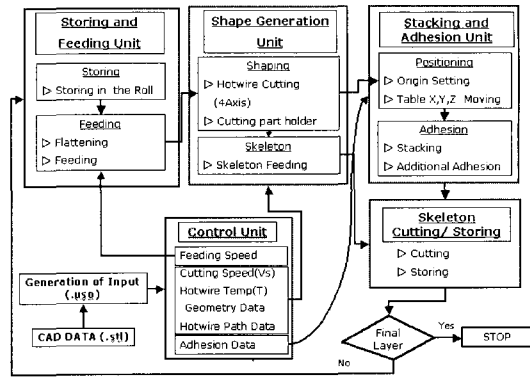 Storing and
Feeding Unit
Storing
▷ Storing in the Roll
Feeding
▷ Flattening
▷ Feeding
Shape Generation
Unit
Shaping
▷ Hotwire Cutting
(4Axis)
▷ Cutting part holder
Skeleton
▷ Skeleton Feeding
Stacking and
Adhesion Unit
Positioning
▷ Origin Setting
▷ Table X,Y,Z Moving
Adhesion
▷ Stacking
▷ Additional Adhesion
Skeleton
Cutting/ Storing
▷ Cutting
▷ Storing
Control Unit
Feeding Speed
Cutting Speed(Vs)
Hotwire Temp(T)
Geometry Data
Hotwire Path Data
Adhesion Data
Generation of Input
(.uso)
CAD DATA (.stl)
Final
Layer
Yes
STOP
No